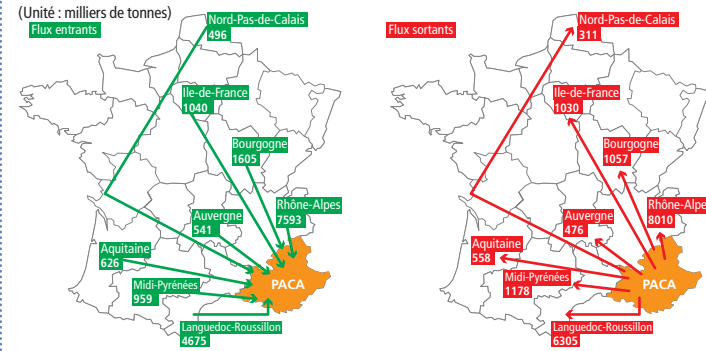 (Unité : milliers de tonnes)
Flux entrants
Nord-Pas-de-Calais
496
Ile-de-France
1040
Bourgogne
1605
Rhône-Alpes
7593
Auvergne
541
Aquitaine
626
Midi-Pyrénées
959
PACA
Languedoc-Roussillon
4675
Flux sortants
Nord-Pas-de-Calais
311
Ile-de-France
1030
Bourgogne
1057
Rhône-Alpes
8010
Auvergne
476
Aquitaine
558
Midi-Pyrénées
1178
PACA
Languedoc-Roussillon
6305